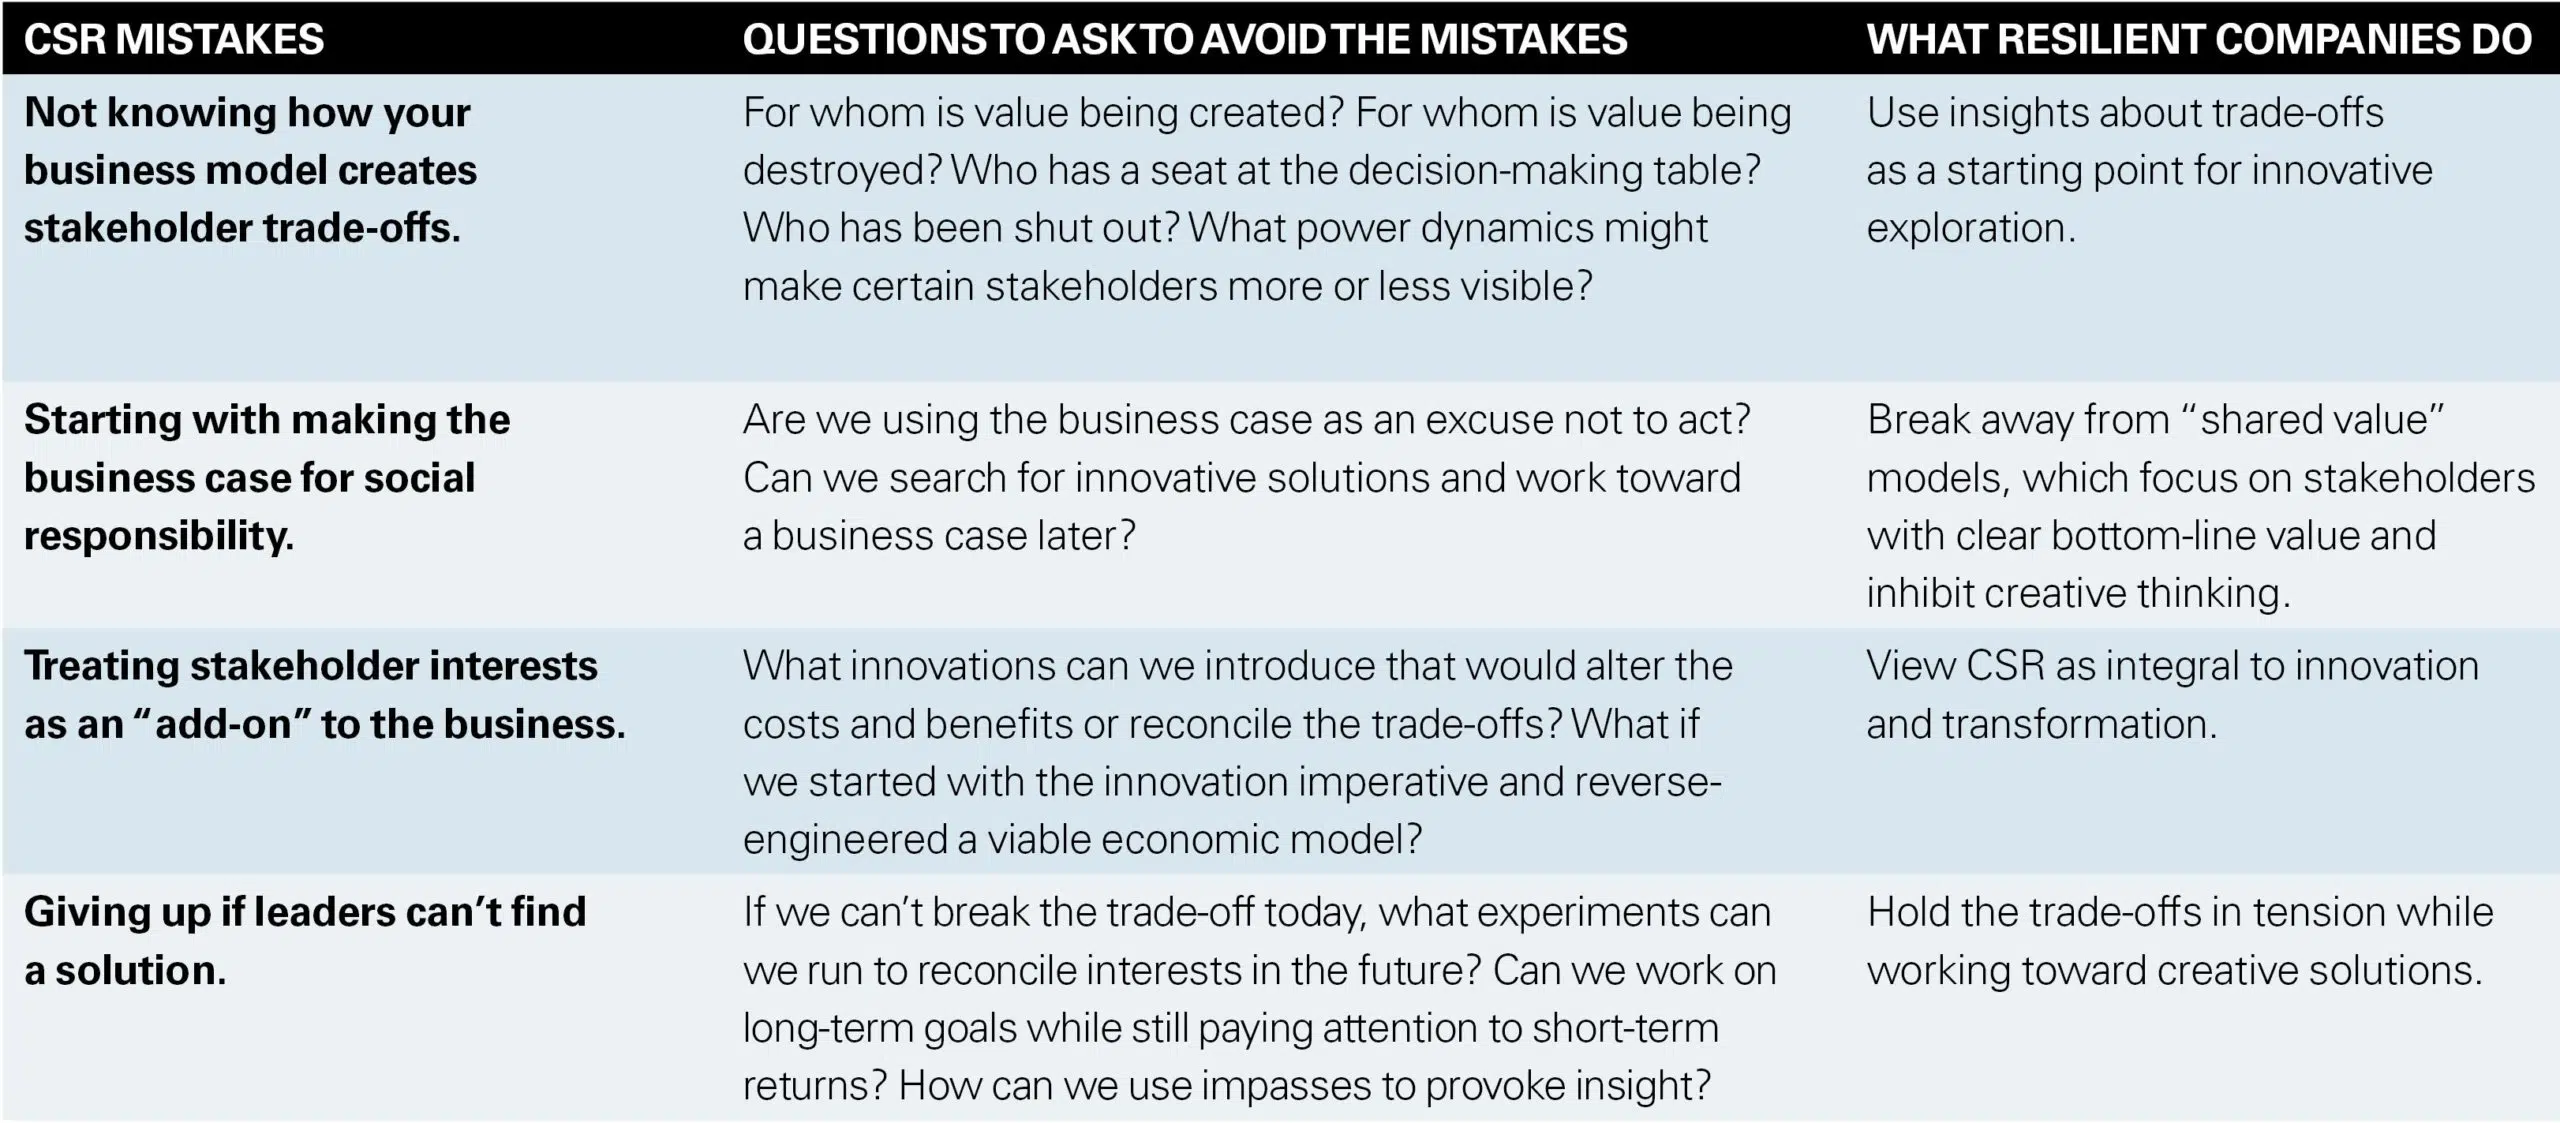 CSR MISTAKES
QUESTIONS TO ASK TO AVOID THE MISTAKES
WHAT RESILIENT COMPANIES DO
Not knowing how your
business model creates
stakeholder trade-offs.
For whom is value being created? For whom is value being
destroyed? Who has a seat at the decision-making table?
Who has been shut out? What power dynamics might
make certain stakeholders more or less visible?
Use insights about trade-offs
as a starting point for innovative
exploration.
Starting with making the
business case for social
responsibility.
Are we using the business case as an excuse not to act?
Can we search for innovative solutions and work toward
a business case later?
Break away from “shared value”
models, which focus on stakeholders
with clear bottom-line value and
inhibit creative thinking.
Treating stakeholder interests
as an “add-on” to the business.
What innovations can we introduce that would alter the
costs and benefits or reconcile the trade-offs? What if
we started with the innovation imperative and reverse-
engineered a viable economic model?
View CSR as integral to innovation
and transformation.
Giving up if leaders can’t find
a solution.
If we can’t break the trade-off today, what experiments can
we run to reconcile interests in the future? Can we work on
long-term goals while still paying attention to short-term
returns? How can we use impasses to provoke insight?
Hold the trade-offs in tension while
working toward creative solutions.